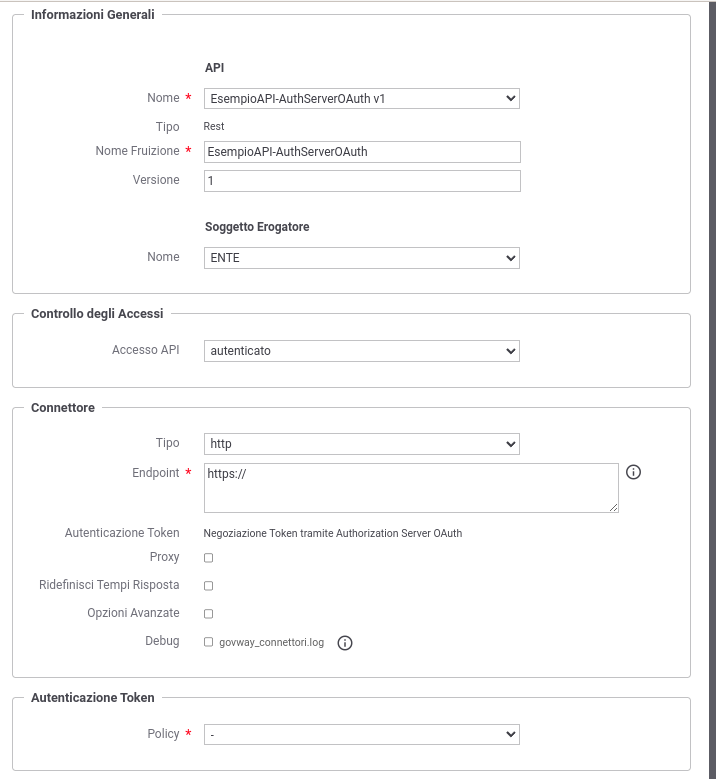 Informazioni Generali
API
Nome * EsempioAPI-AuthServerOAuth v1
Tipo Rest
Nome Fruizione * EsempioAPI-AuthServerOAuth
Versione 1
Soggetto Erogatore
Nome ENTE
Controllo degli Accessi
Accesso API autenticato
Connettore
Tipo http
Endpoint * https://
Autenticazione Token Negoziazione Token tramite Authorization Server OAuth
Proxy
Ridefinisci Tempi Risposta
Opzioni Avanzate
Debug govway_connettori.log
Autenticazione Token
Policy * -